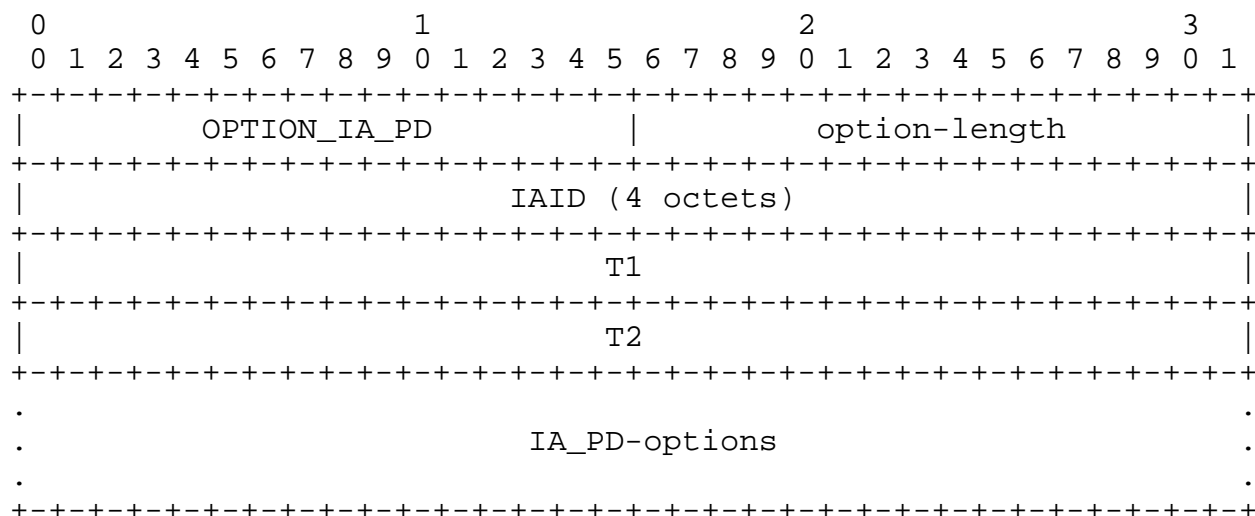 0                   1                   2                   3
 0 1 2 3 4 5 6 7 8 9 0 1 2 3 4 5 6 7 8 9 0 1 2 3 4 5 6 7 8 9 0 1
+-+-+-+-+-+-+-+-+-+-+-+-+-+-+-+-+-+-+-+-+-+-+-+-+-+-+-+-+-+-+-+-+
|         OPTION_IA_PD          |         option-length         |
+-+-+-+-+-+-+-+-+-+-+-+-+-+-+-+-+-+-+-+-+-+-+-+-+-+-+-+-+-+-+-+-+
|                         IAID (4 octets)                       |
+-+-+-+-+-+-+-+-+-+-+-+-+-+-+-+-+-+-+-+-+-+-+-+-+-+-+-+-+-+-+-+-+
|                              T1                               |
+-+-+-+-+-+-+-+-+-+-+-+-+-+-+-+-+-+-+-+-+-+-+-+-+-+-+-+-+-+-+-+-+
|                              T2                               |
+-+-+-+-+-+-+-+-+-+-+-+-+-+-+-+-+-+-+-+-+-+-+-+-+-+-+-+-+-+-+-+-+
.                                                               .
.                          IA_PD-options                        .
.                                                               .
+-+-+-+-+-+-+-+-+-+-+-+-+-+-+-+-+-+-+-+-+-+-+-+-+-+-+-+-+-+-+-+-+